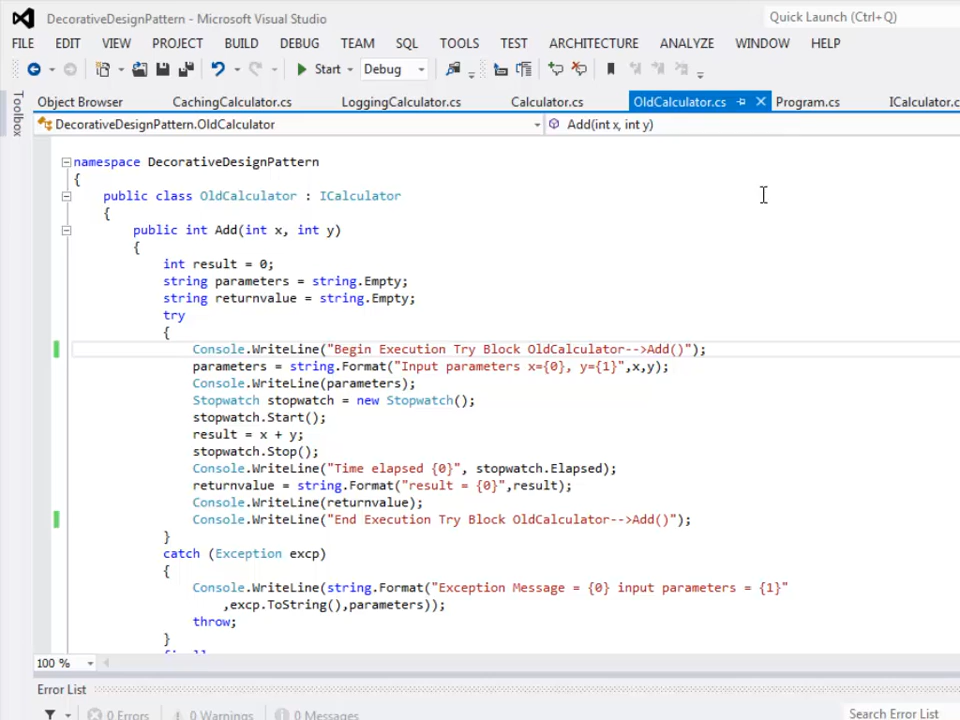 DecorativeDesignPattern - Microsoft Visual Studio
Quick Launch (Ctrl+Q)
FILE EDIT VIEW PROJECT BUILD DEBUG TEAM SQL TOOLS TEST ARCHITECTURE ANALYZE WINDOW HELP
Start Debug
Toolbox
Object Browser CachingCalculator.cs LoggingCalculator.cs Calculator.cs OldCalculator.cs Program.cs ICalculator.c
DecorativeDesignPattern.OldCalculator Add(int x, int y)
namespace DecorativeDesignPattern
{
public class OldCalculator : ICalculator
{
public int Add(int x, int y)
{
int result = 0;
string parameters = string.Empty;
string returnvalue = string.Empty;
try
{
Console.WriteLine("Begin Execution Try Block OldCalculator-->Add()");
parameters = string.Format("Input parameters x={0}, y={1}",x,y);
Console.WriteLine(parameters);
Stopwatch stopwatch = new Stopwatch();
stopwatch.Start();
result = x + y;
stopwatch.Stop();
Console.WriteLine("Time elapsed {0}", stopwatch.Elapsed);
returnvalue = string.Format("result = {0}",result);
Console.WriteLine(returnvalue);
Console.WriteLine("End Execution Try Block OldCalculator-->Add()");
}
catch (Exception excp)
{
Console.WriteLine(string.Format("Exception Message = {0} input parameters = {1}"
,excp.ToString(),parameters));
throw;
}
100 %
Error List
0 Errors 0 Warnings 0 Messages
Search Error List